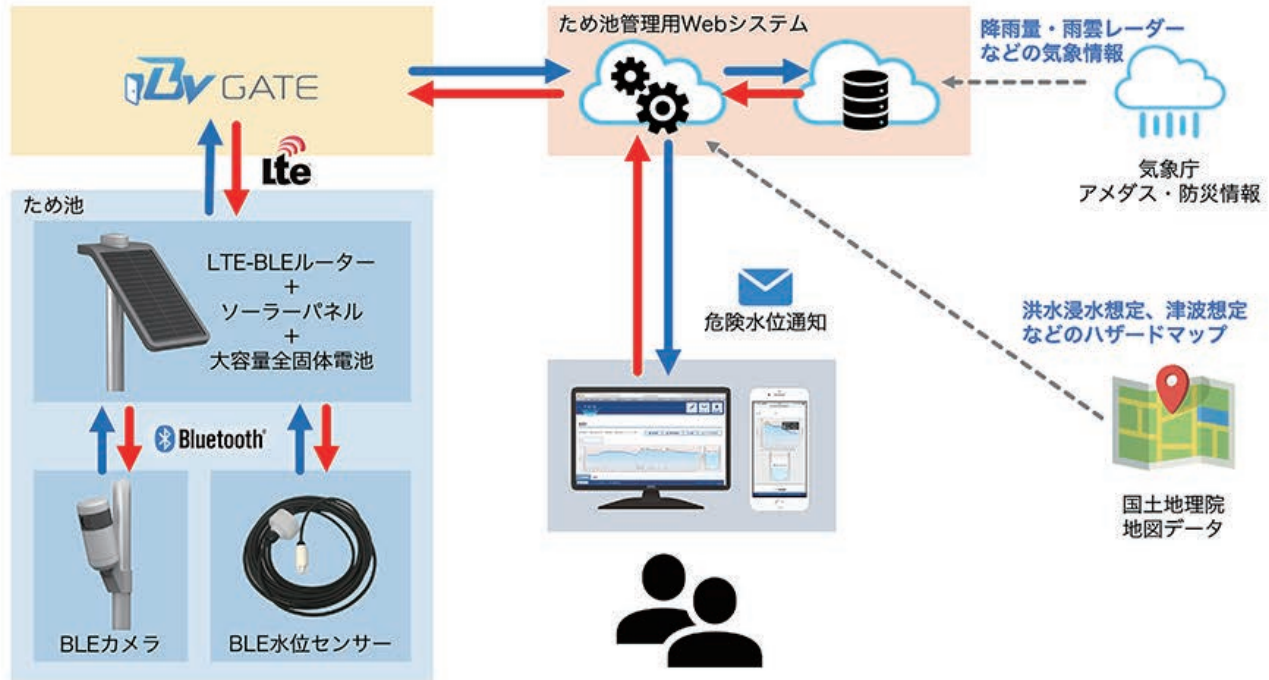 BV GATE
Lte
ため池
LTE-BLEルーター
+
ソーラーパネル
+
大容量全固体電池
Bluetooth®
BLEカメラ
BLE水位センサー
ため池管理用Webシステム
危険水位通知
降雨量・雨雲レーダー
などの気象情報
気象庁
アメダス・防災情報
洪水浸水想定、津波想定
などのハザードマップ
国土地理院
地図データ